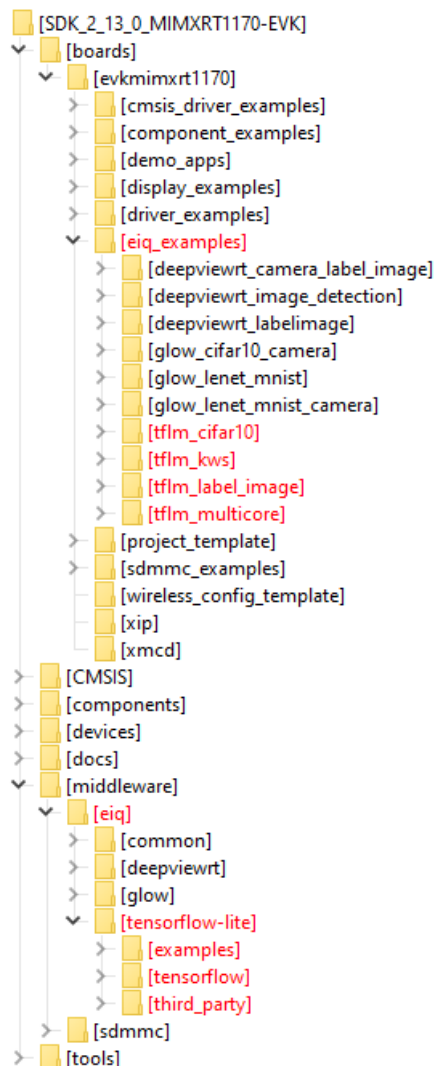 [SDK_2_13_0_MIMXRT1170-EVK]
[boards]
[evkmimxrt1170]
[cmsis_driver_examples]
[component_examples]
[demo_apps]
[display_examples]
[driver_examples]
[eiq_examples]
[deepviewrt_camera_label_image]
[deepviewrt_image_detection]
[deepviewrt_labelimage]
[glow_cifar10_camera]
[glow_lenet_mnist]
[glow_lenet_mnist_camera]
[tflm_cifar10]
[tflm_kws]
[tflm_label_image]
[tflm_multicore]
[project_template]
[sdmmc_examples]
[wireless_config_template]
[xip]
[xmcd]
[CMSIS]
[components]
[devices]
[docs]
[middleware]
[eiq]
[common]
[deepviewrt]
[glow]
[tensorflow-lite]
[examples]
[tensorflow]
[third_party]
[sdmmc]
[tools]